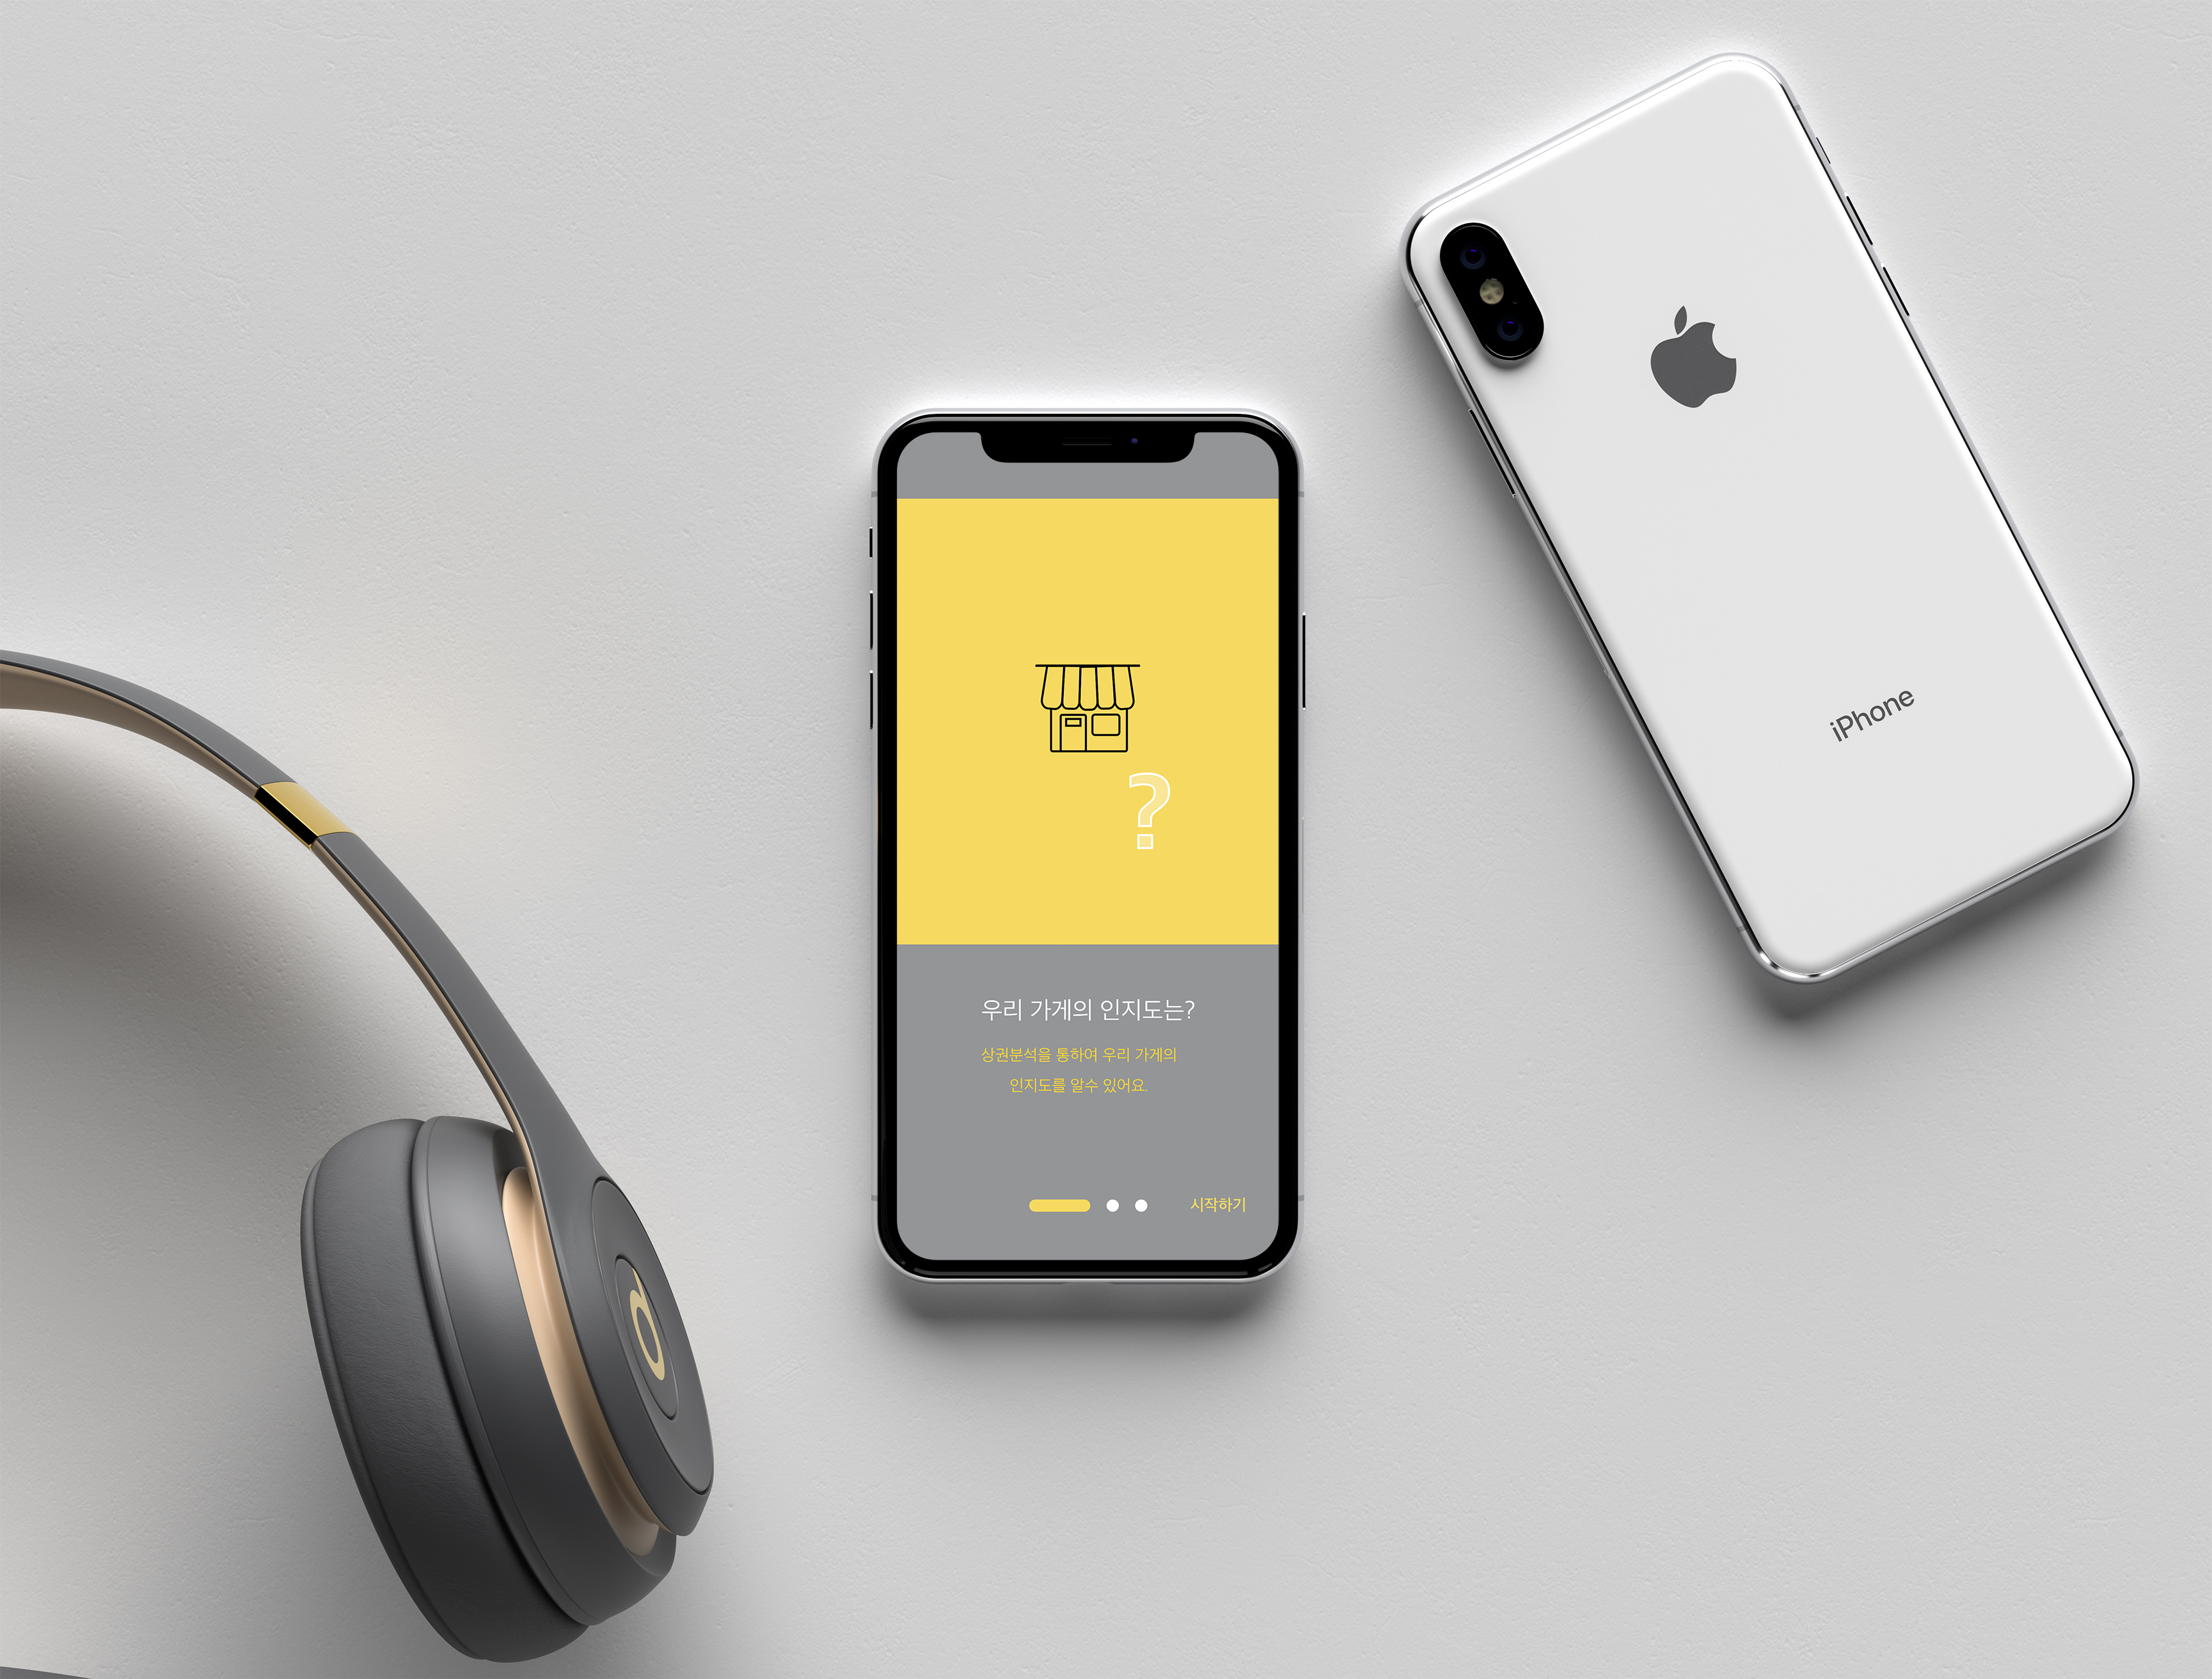 iPhone
?
우리 가게의 인지도는?
상권분석을 통하여 우리 가게의
인지도를 알수 있어요.
시작하기